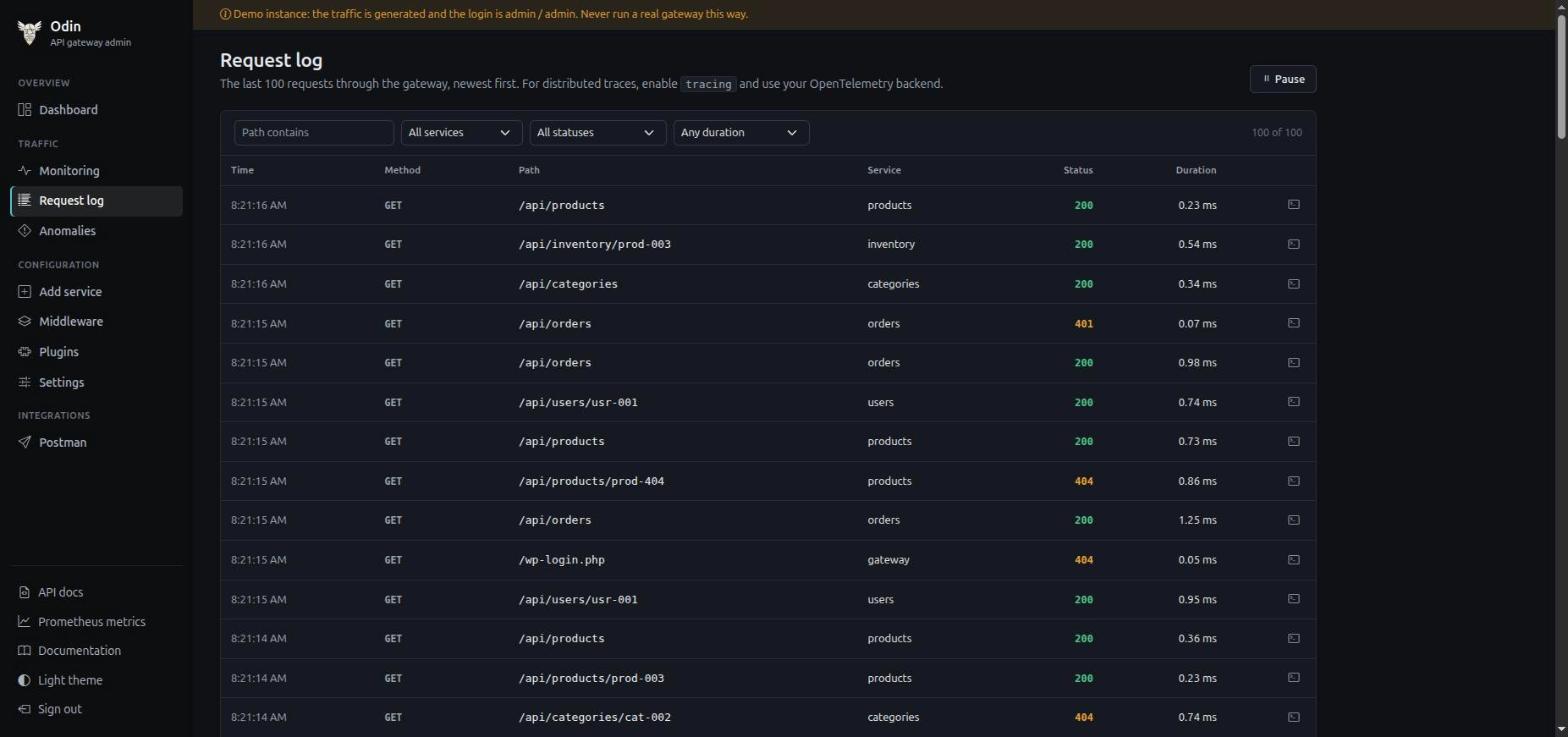 Odin
API gateway admin
OVERVIEW
Dashboard
TRAFFIC
Monitoring
Request log
Anomalies
CONFIGURATION
Add service
Middleware
Plugins
Settings
INTEGRATIONS
Postman
API docs
Prometheus metrics
Documentation
Light theme
Sign out
Demo instance: the traffic is generated and the login is admin / admin. Never run a real gateway this way.
Request log
The last 100 requests through the gateway, newest first. For distributed traces, enable tracing and use your OpenTelemetry backend.
Pause
Path contains All services All statuses Any duration 100 of 100
Time Method Path Service Status Duration
8:21:16 AM GET /api/products products 200 0.23 ms
8:21:16 AM GET /api/inventory/prod-003 inventory 200 0.54 ms
8:21:16 AM GET /api/categories categories 200 0.34 ms
8:21:15 AM GET /api/orders orders 401 0.07 ms
8:21:15 AM GET /api/orders orders 200 0.98 ms
8:21:15 AM GET /api/users/usr-001 users 200 0.74 ms
8:21:15 AM GET /api/products products 200 0.73 ms
8:21:15 AM GET /api/products/prod-404 products 404 0.86 ms
8:21:15 AM GET /api/orders orders 200 1.25 ms
8:21:15 AM GET /wp-login.php gateway 404 0.05 ms
8:21:15 AM GET /api/users/usr-001 users 200 0.95 ms
8:21:14 AM GET /api/products products 200 0.36 ms
8:21:14 AM GET /api/products/prod-003 products 200 0.23 ms
8:21:14 AM GET /api/categories/cat-002 categories 404 0.74 ms